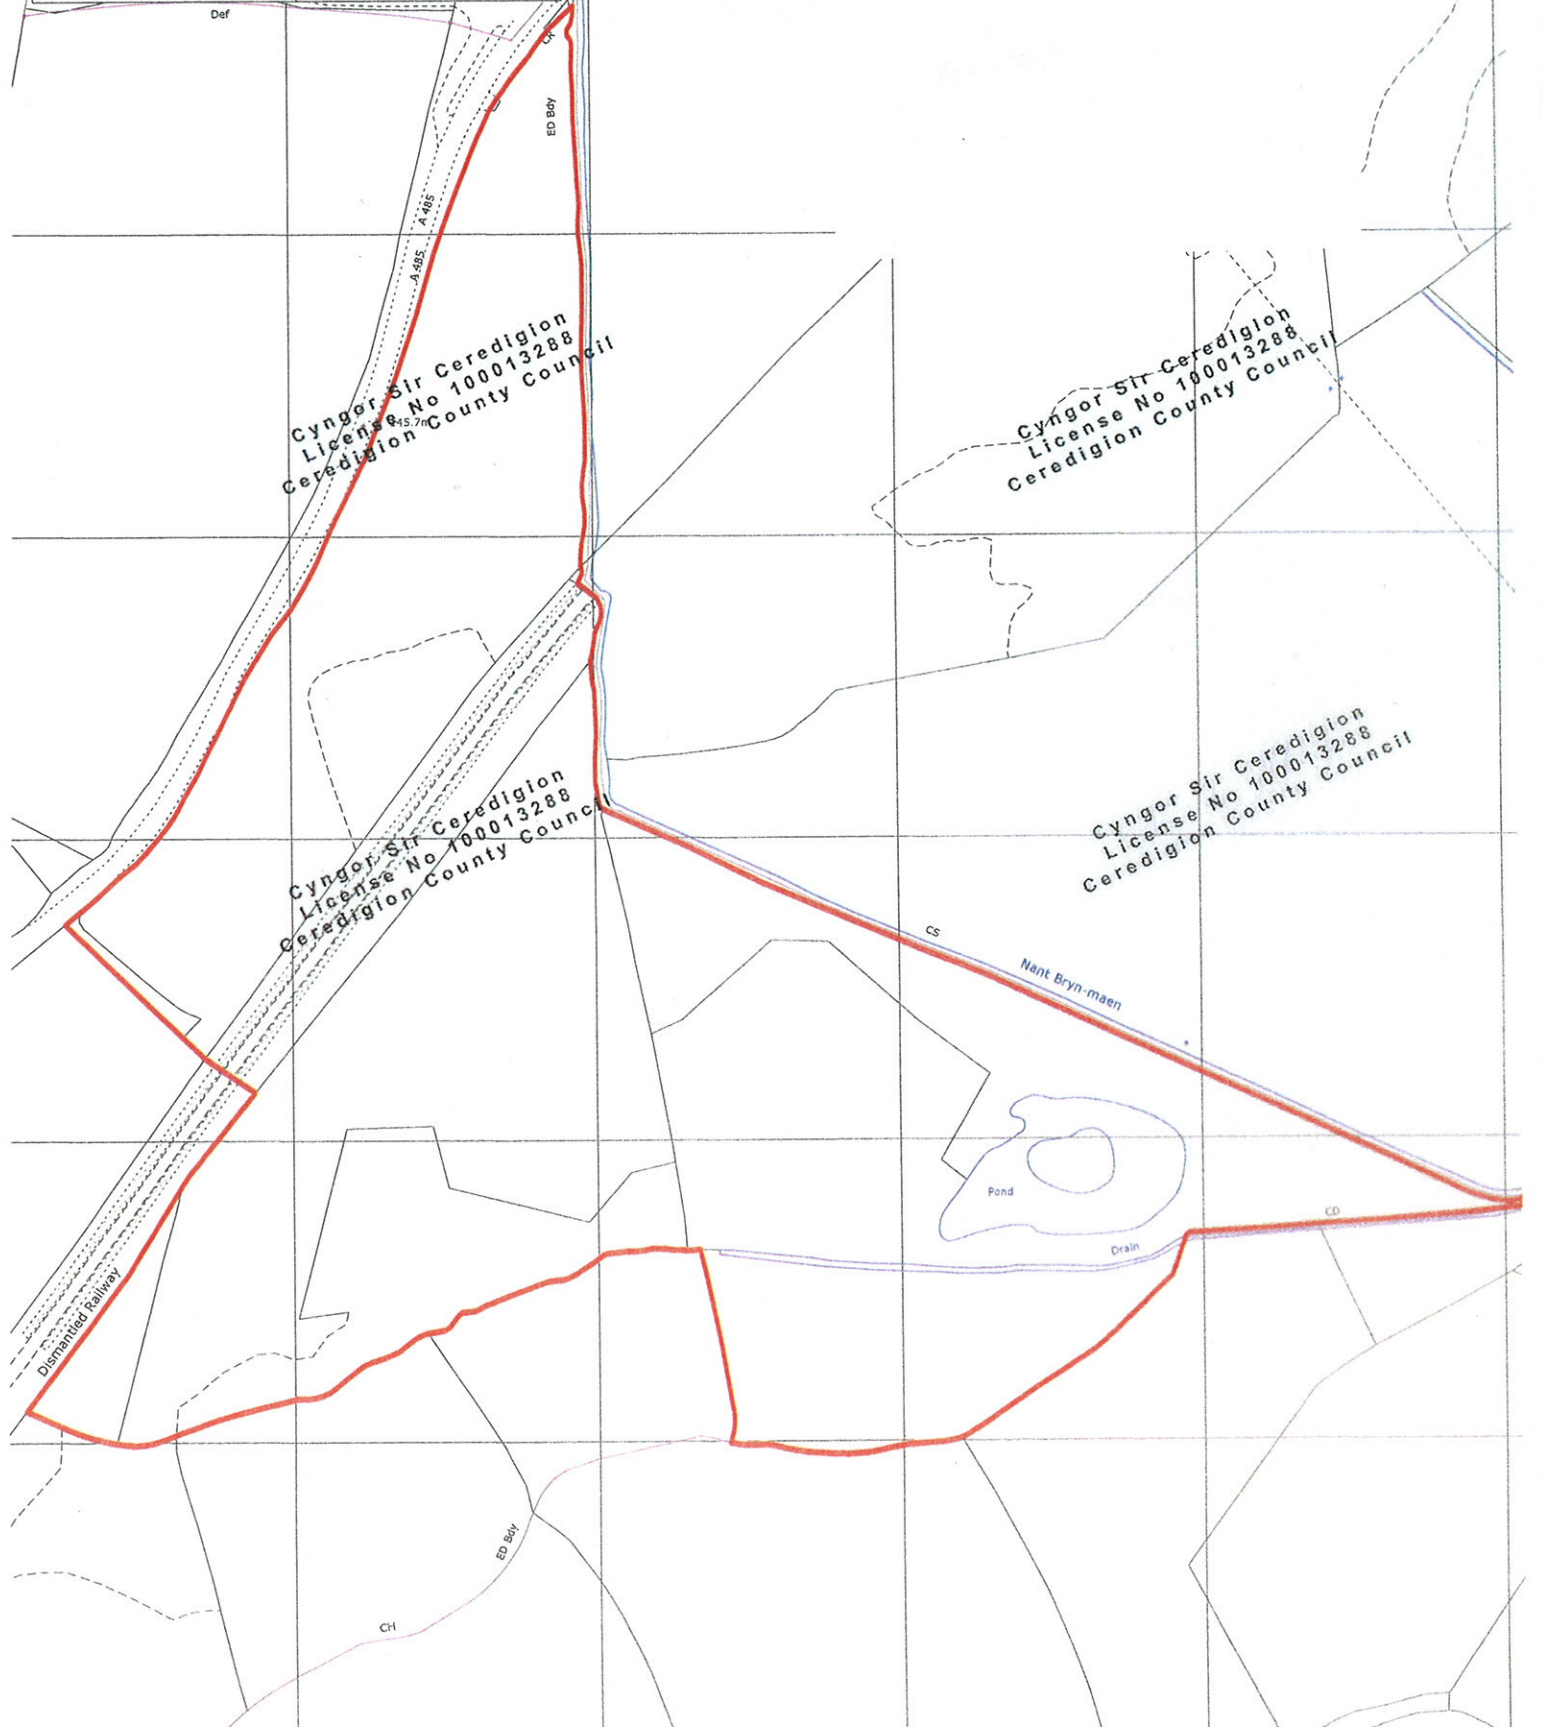 Def
CR
ED Bdy
A 485
A 485
Cyngor Sir Ceredigion
License No 100013288
Ceredigion County Council
Cyngor Sir Ceredigion
License No 100013288
Ceredigion County Council
Cyngor Sir Ceredigion
License No 100013288
Ceredigion County Council
Cyngor Sir Ceredigion
License No 100013288
Ceredigion County Council
CS
Nant Bryn-maen
Pond
CD
Drain
Dismantled Railway
ED Bdy
CH